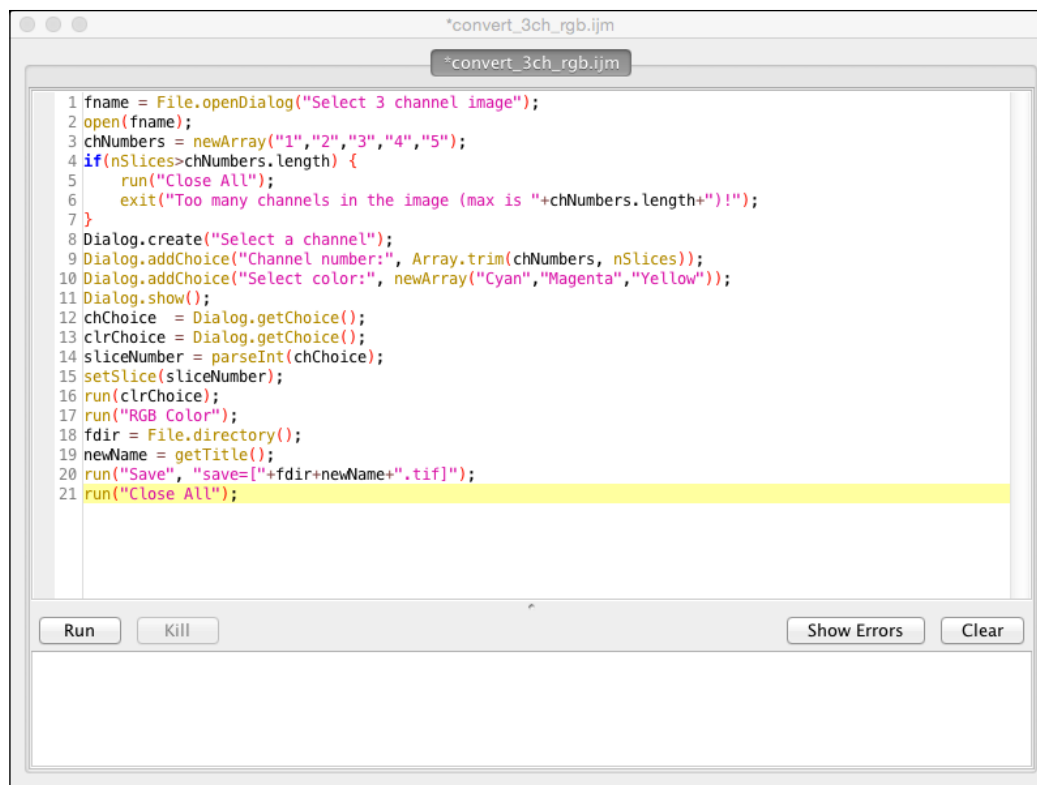 *convert_3ch_rgb.ijm
*convert_3ch_rgb.ijm
1 fname = File.openDialog("Select 3 channel image");
2 open(fname);
3 chNumbers = newArray("1","2","3","4","5");
4 if(nSlices>chNumbers.length) {
5     run("Close All");
6     exit("Too many channels in the image (max is "+chNumbers.length+")!");
7 }
8 Dialog.create("Select a channel");
9 Dialog.addChoice("Channel number:", Array.trim(chNumbers, nSlices));
10 Dialog.addChoice("Select color:", newArray("Cyan","Magenta","Yellow"));
11 Dialog.show();
12 chChoice  = Dialog.getChoice();
13 clrChoice = Dialog.getChoice();
14 sliceNumber = parseInt(chChoice);
15 setSlice(sliceNumber);
16 run(clrChoice);
17 run("RGB Color");
18 fdir = File.directory();
19 newName = getTitle();
20 run("Save", "save=["+fdir+newName+".tif]");
21 run("Close All");
Run Kill Show Errors Clear